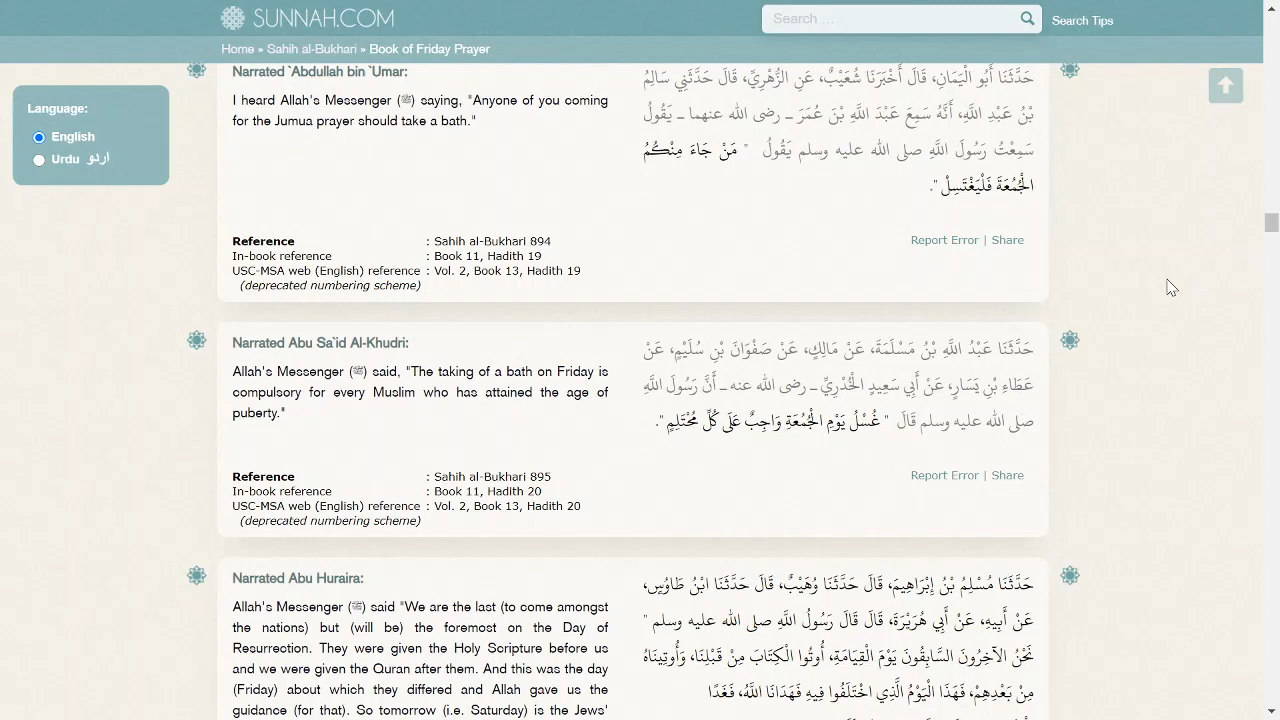 SUNNAH.COM
Search ...
Search Tips
Home » Sahih al-Bukhari » Book of Friday Prayer
Language:
English
Urdu اردو
Narrated `Abdullah bin `Umar:
I heard Allah's Messenger (ﷺ) saying, "Anyone of you coming
for the Jumua prayer should take a bath."
حَدَّثَنَا أَبُو الْيَمَانِ، قَالَ أَخْبَرَنَا شُعَيْبٌ، عَنِ الزُّهْرِيِّ، قَالَ حَدَّثَنِي سَالِمُ
بْنُ عَبْدِ اللَّهِ، أَنَّهُ سَمِعَ عَبْدَ اللَّهِ بْنَ عُمَرَ ـ رضى الله عنهما ـ يَقُولُ
سَمِعْتُ رَسُولَ اللَّهِ صلى الله عليه وسلم يَقُولُ ‏"‏ مَنْ جَاءَ مِنْكُمُ
الْجُمُعَةَ فَلْيَغْتَسِلْ ‏"‏‏.‏
Reference : Sahih al-Bukhari 894
In-book reference : Book 11, Hadith 19
USC-MSA web (English) reference : Vol. 2, Book 13, Hadith 19
(deprecated numbering scheme)
Report Error | Share
Narrated Abu Sa`id Al-Khudri:
Allah's Messenger (ﷺ) said, "The taking of a bath on Friday is
compulsory for every Muslim who has attained the age of
puberty."
حَدَّثَنَا عَبْدُ اللَّهِ بْنُ مَسْلَمَةَ، عَنْ مَالِكٍ، عَنْ صَفْوَانَ بْنِ سُلَيْمٍ، عَنْ
عَطَاءِ بْنِ يَسَارٍ، عَنْ أَبِي سَعِيدٍ الْخُدْرِيِّ ـ رضى الله عنه ـ أَنَّ رَسُولَ اللَّهِ
صلى الله عليه وسلم قَالَ ‏"‏ غُسْلُ يَوْمِ الْجُمُعَةِ وَاجِبٌ عَلَى كُلِّ مُحْتَلِمٍ ‏"‏‏.‏
Reference : Sahih al-Bukhari 895
In-book reference : Book 11, Hadith 20
USC-MSA web (English) reference : Vol. 2, Book 13, Hadith 20
(deprecated numbering scheme)
Report Error | Share
Narrated Abu Huraira:
Allah's Messenger (ﷺ) said "We are the last (to come amongst
the nations) but (will be) the foremost on the Day of
Resurrection. They were given the Holy Scripture before us
and we were given the Quran after them. And this was the day
(Friday) about which they differed and Allah gave us the
guidance (for that). So tomorrow (i.e. Saturday) is the Jews'
حَدَّثَنَا مُسْلِمُ بْنُ إِبْرَاهِيمَ، قَالَ حَدَّثَنَا وُهَيْبٌ، قَالَ حَدَّثَنَا ابْنُ طَاوُسٍ،
عَنْ أَبِيهِ، عَنْ أَبِي هُرَيْرَةَ، قَالَ قَالَ رَسُولُ اللَّهِ صلى الله عليه وسلم ‏"‏
نَحْنُ الآخِرُونَ السَّابِقُونَ يَوْمَ الْقِيَامَةِ، أُوتُوا الْكِتَابَ مِنْ قَبْلِنَا، وَأُوتِينَاهُ
مِنْ بَعْدِهِمْ، فَهَذَا الْيَوْمُ الَّذِي اخْتَلَفُوا فِيهِ فَهَدَانَا اللَّهُ، فَغَدًا